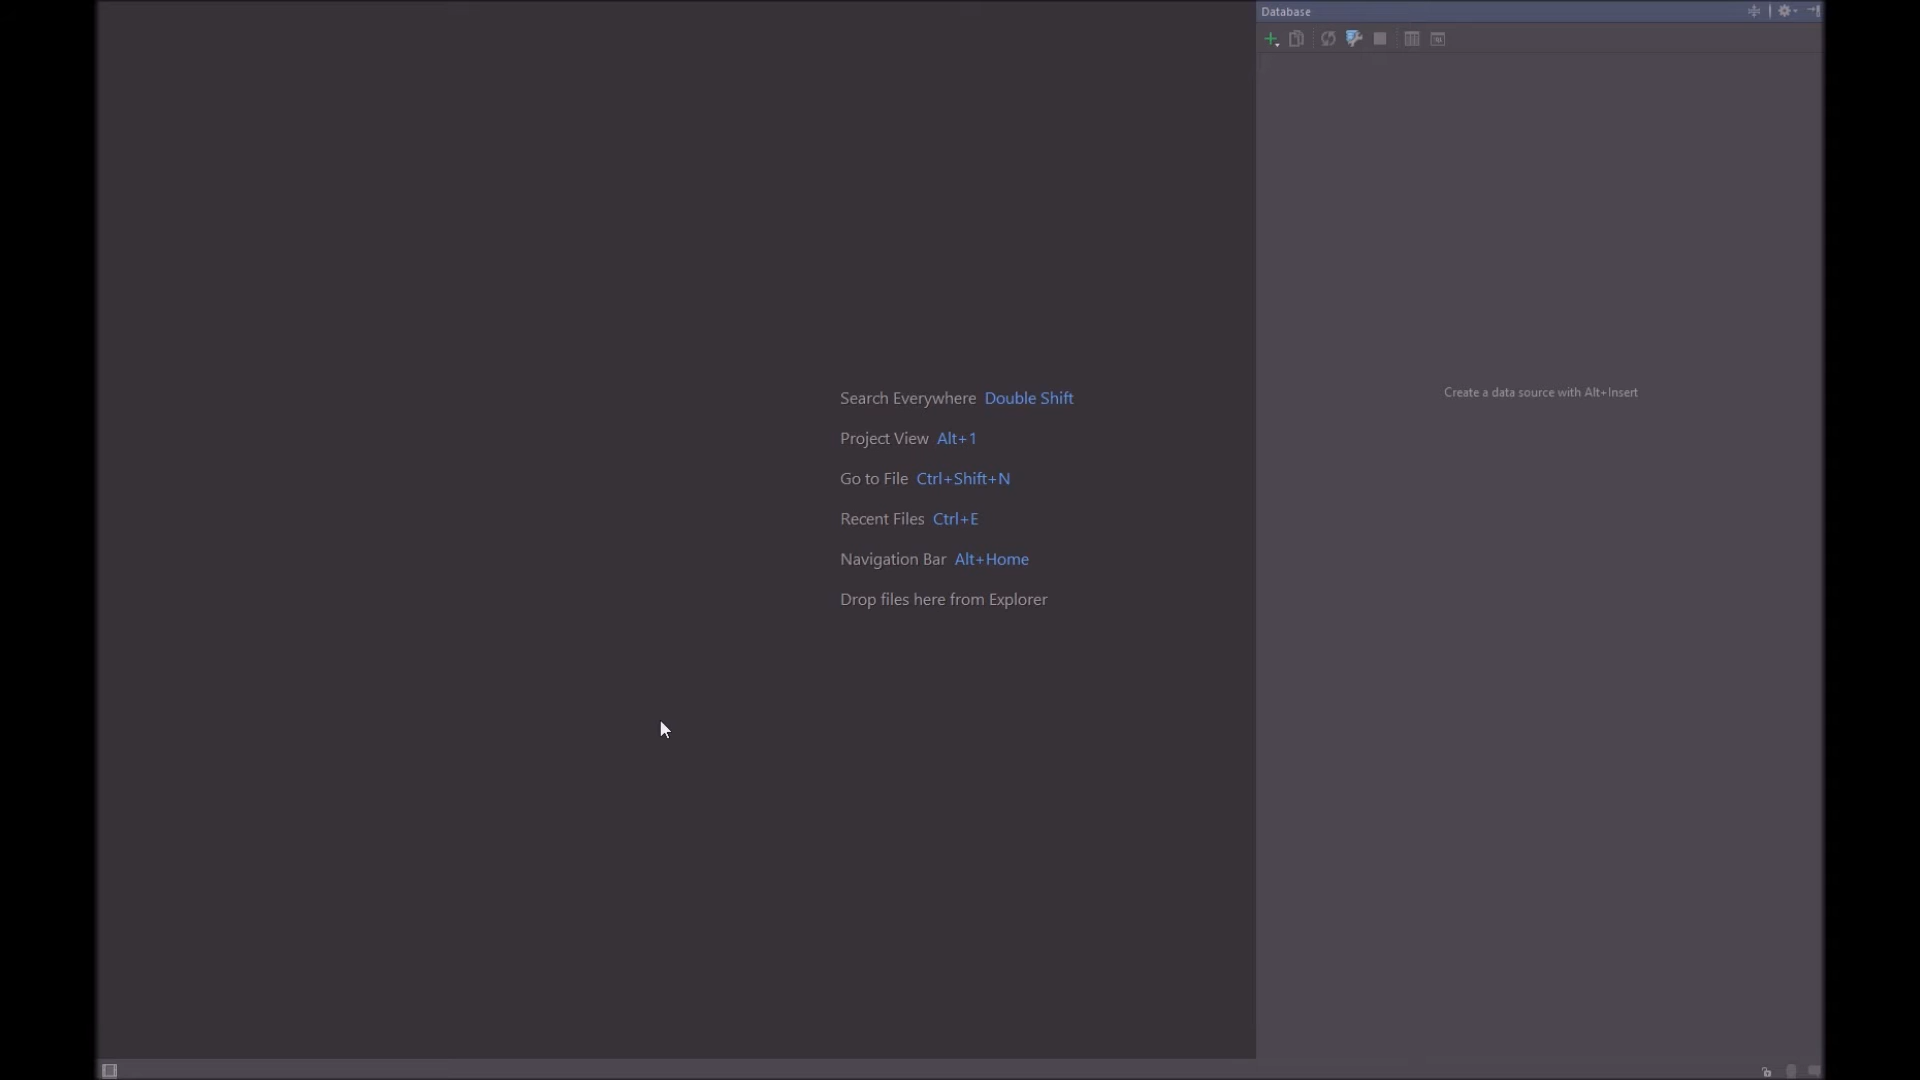 Database
Search Everywhere Double Shift
Project View Alt+1
Go to File Ctrl+Shift+N
Recent Files Ctrl+E
Navigation Bar Alt+Home
Drop files here from Explorer
Create a data source with Alt+Insert